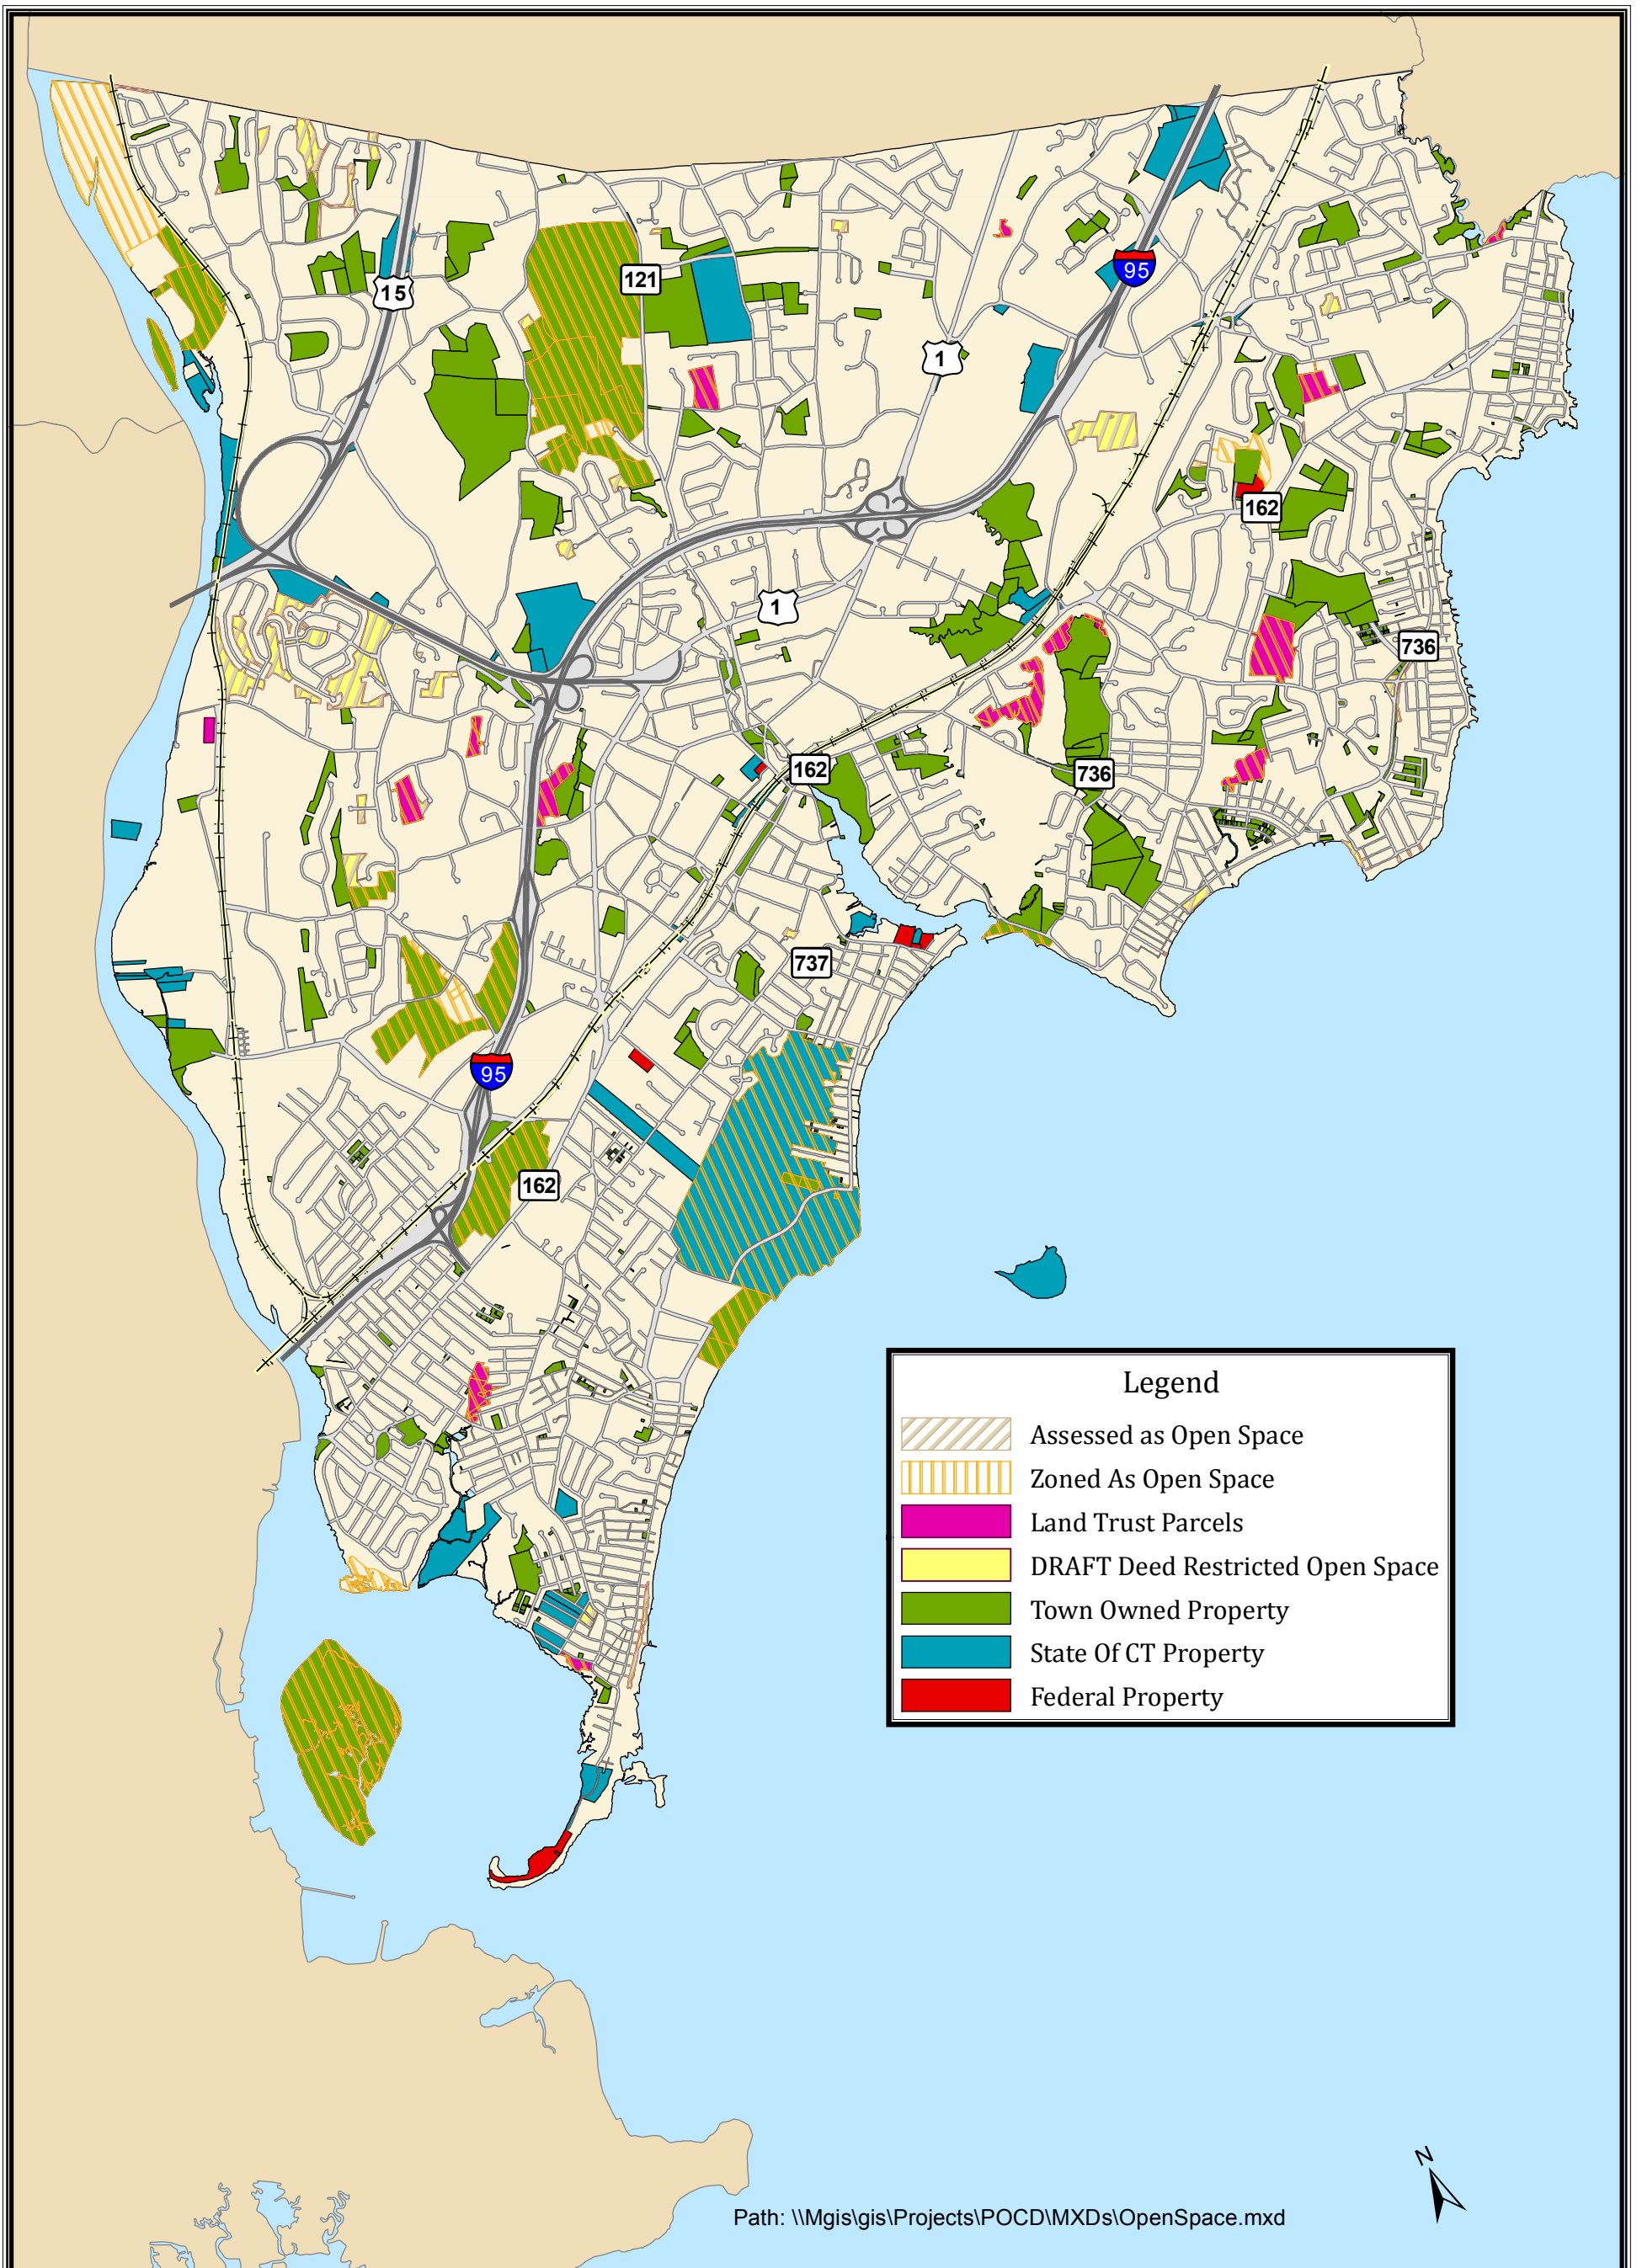 121
15
95
1
162
1
736
162
736
737
95
162
Legend
Assessed as Open Space
Zoned As Open Space
Land Trust Parcels
DRAFT Deed Restricted Open Space
Town Owned Property
State Of CT Property
Federal Property
N
Path: \\Mgis\gis\Projects\POCD\MXDs\OpenSpace.mxd